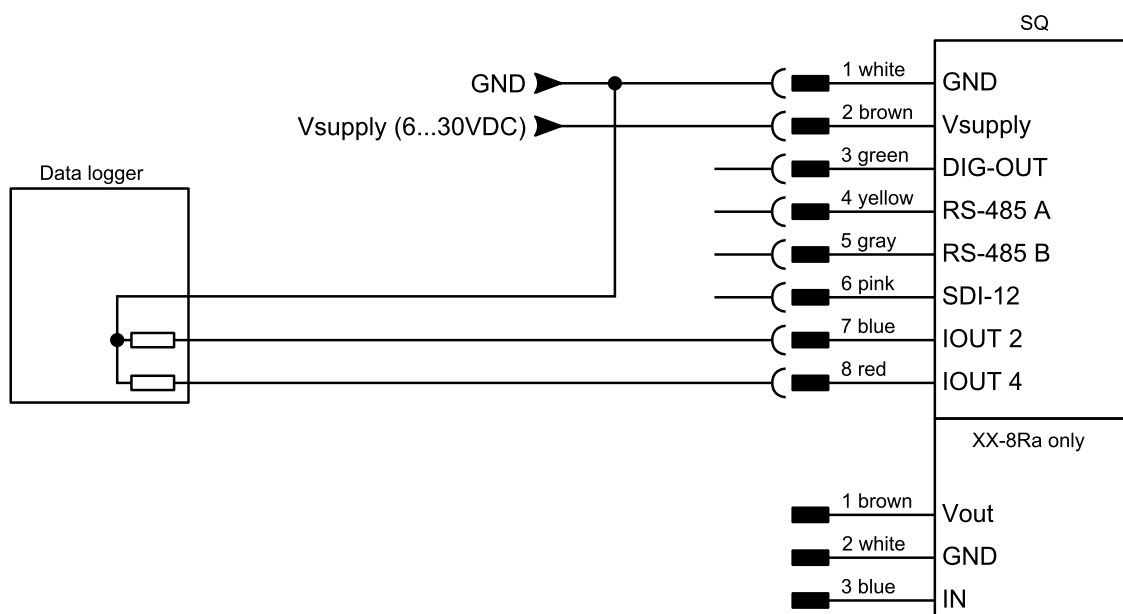 SQ
GND 1 white GND
Vsupply (6...30VDC) 2 brown Vsupply
3 green DIG-OUT
Data logger
4 yellow RS-485 A
5 gray RS-485 B
6 pink SDI-12
7 blue IOUT 2
8 red IOUT 4
XX-8Ra only
1 brown Vout
2 white GND
3 blue IN